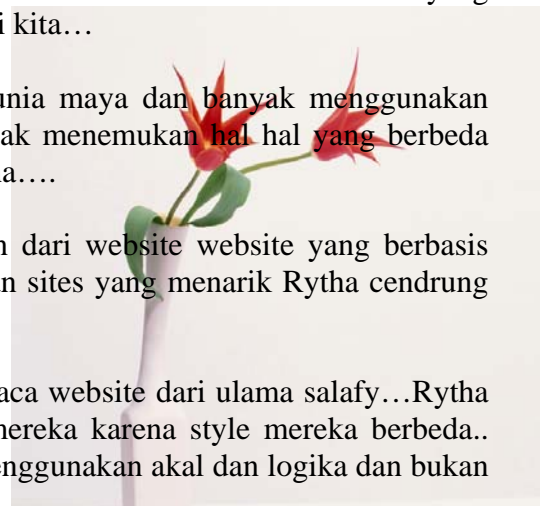 i kita…
unia maya dan banyak menggunakan
ak menemukan hal hal yang berbeda
a….
n dari website website yang berbasis
an sites yang menarik Rytha cendrung
aca website dari ulama salafy…Rytha
mereka karena style mereka berbeda..
enggunakan akal dan logika dan bukan